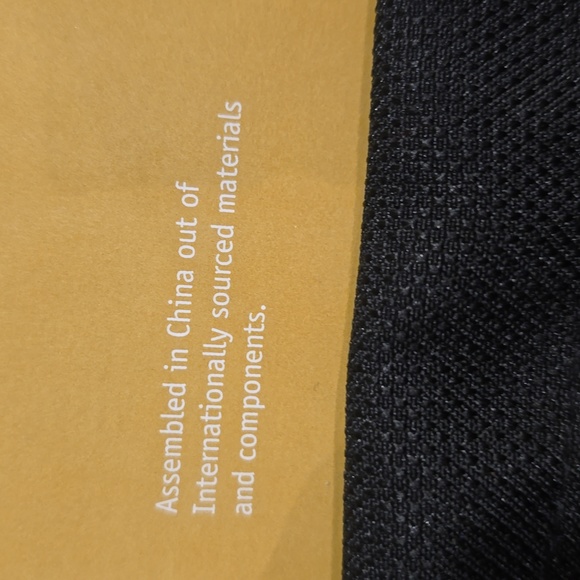 Assembled in China out of
Internationally sourced materials
and components.